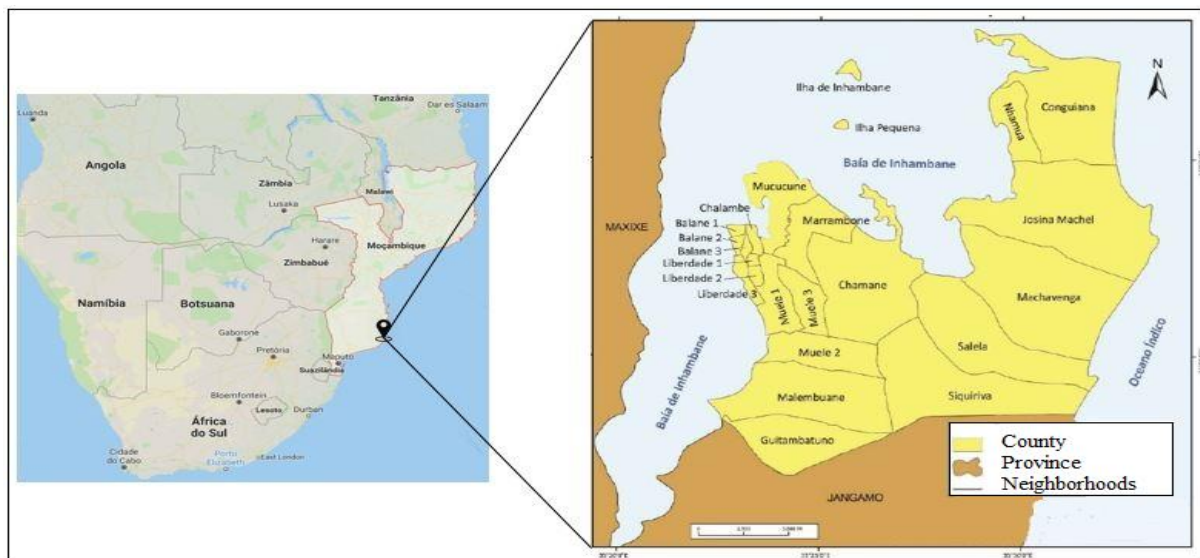 Luanda
Tanzânia
Dar es Salaam
Angola
Zâmbia
Malawi
Lusaka
Moçambique
Harare
Zimbabué
Namíbia
Botsuana
Gaborone
Pretória
Maputo
Suazilândia
Bloemfontein
Lesoto
Durban
África
do Sul
Cidade
do Cabo
Porto
Elizabeth
East London
N
Ilha de Inhambane
Conguiana
Nhamua
Ilha Pequena
Baía de Inhambane
Mucucune
Chalambe
Marrambone
Josina Machel
MAXIXE
Balane 1
Balane 2
Balane 3
Liberdade 1
Liberdade 2
Liberdade 3
Muele 1
Muele 3
Chamane
Machavenga
Muele 2
Salela
Oceano Índico
Baía de Inhambane
Malembuane
Siquiriva
Guitambatuno
County
Province
Neighborhoods
JANGAMO